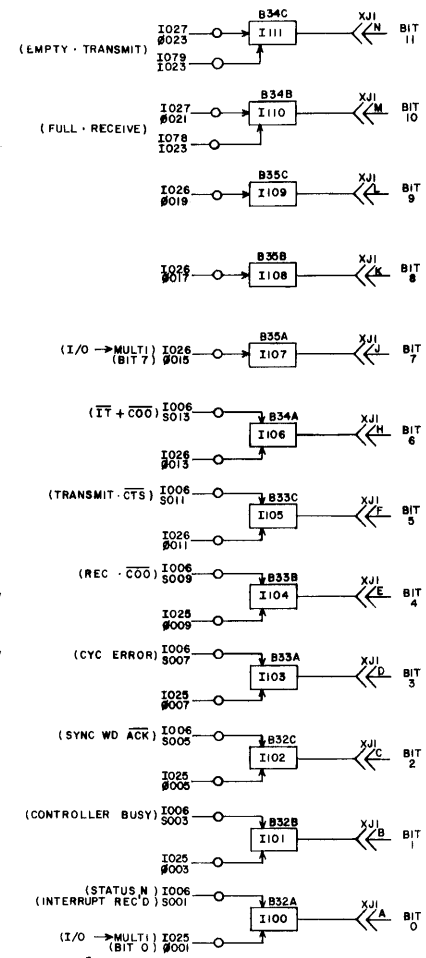 B34C
I027
Ø023
I111
XJ1
N
BIT
11
(EMPTY · TRANSMIT)
I079
I023
B34B
I027
Ø021
I110
XJ1
M
BIT
10
(FULL · RECEIVE)
I078
I023
B35C
I026
Ø019
I109
XJ1
L
BIT
9
B35B
I026
Ø017
I108
XJ1
K
BIT
8
B35A
(I/O →MULTI) I026
(BIT 7) Ø015
I107
XJ1
J
BIT
7
(I̅T̅ + C̅O̅O̅) I006
S013
B34A
I106
XJ1
H
BIT
6
I026
Ø013
(TRANSMIT·C̅T̅S̅) I006
S011
B33C
I105
XJ1
F
BIT
5
I026
Ø011
(REC · C̅O̅O̅) I006
S009
B33B
I104
XJ1
E
BIT
4
I025
Ø009
(CYC ERROR) I006
S007
B33A
I103
XJ1
D
BIT
3
I025
Ø007
(SYNC WD A̅C̅K̅) I006
S005
B32C
I102
XJ1
C
BIT
2
I025
Ø005
(CONTROLLER BUSY) I006
S003
B32B
I101
XJ1
B
BIT
1
I025
Ø003
(STATUS N) I006
(INTERRUPT REC'D) S001
B32A
I100
XJ1
A
BIT
0
(I/O →MULTI) I025
(BIT 0) Ø001